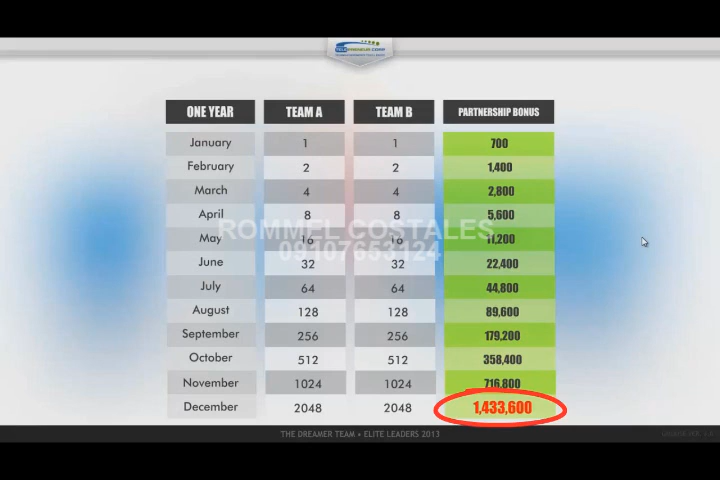 ONE YEAR TEAM A TEAM B PARTNERSHIP BONUS
January 1 1 700
February 2 2 1,400
March 4 4 2,800
April 8 8 5,600
ROMMEL COSTALES
May 16 16 11,200
09107653124
June 32 32 22,400
July 64 64 44,800
August 128 128 89,600
September 256 256 179,200
October 512 512 358,400
November 1024 1024 716,800
December 2048 2048 1,433,600
THE DREAMER TEAM • ELITE LEADERS 2013